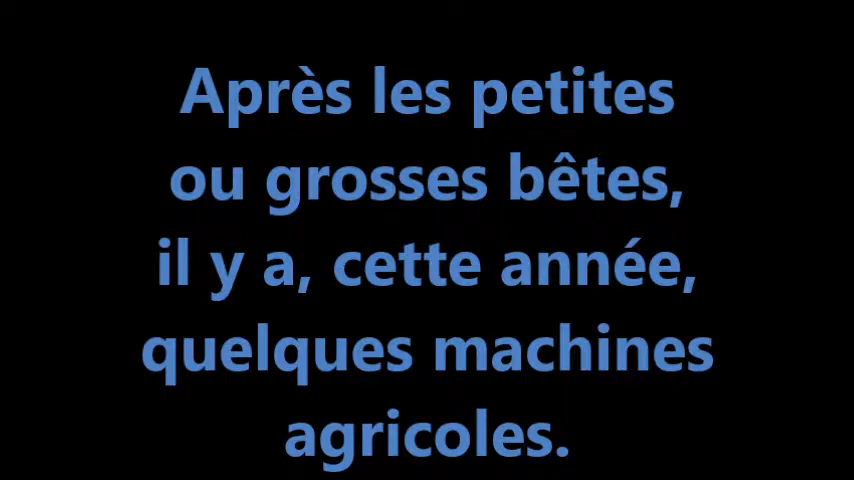 Après les petites
ou grosses bêtes,
il y a, cette année,
quelques machines
agricoles.